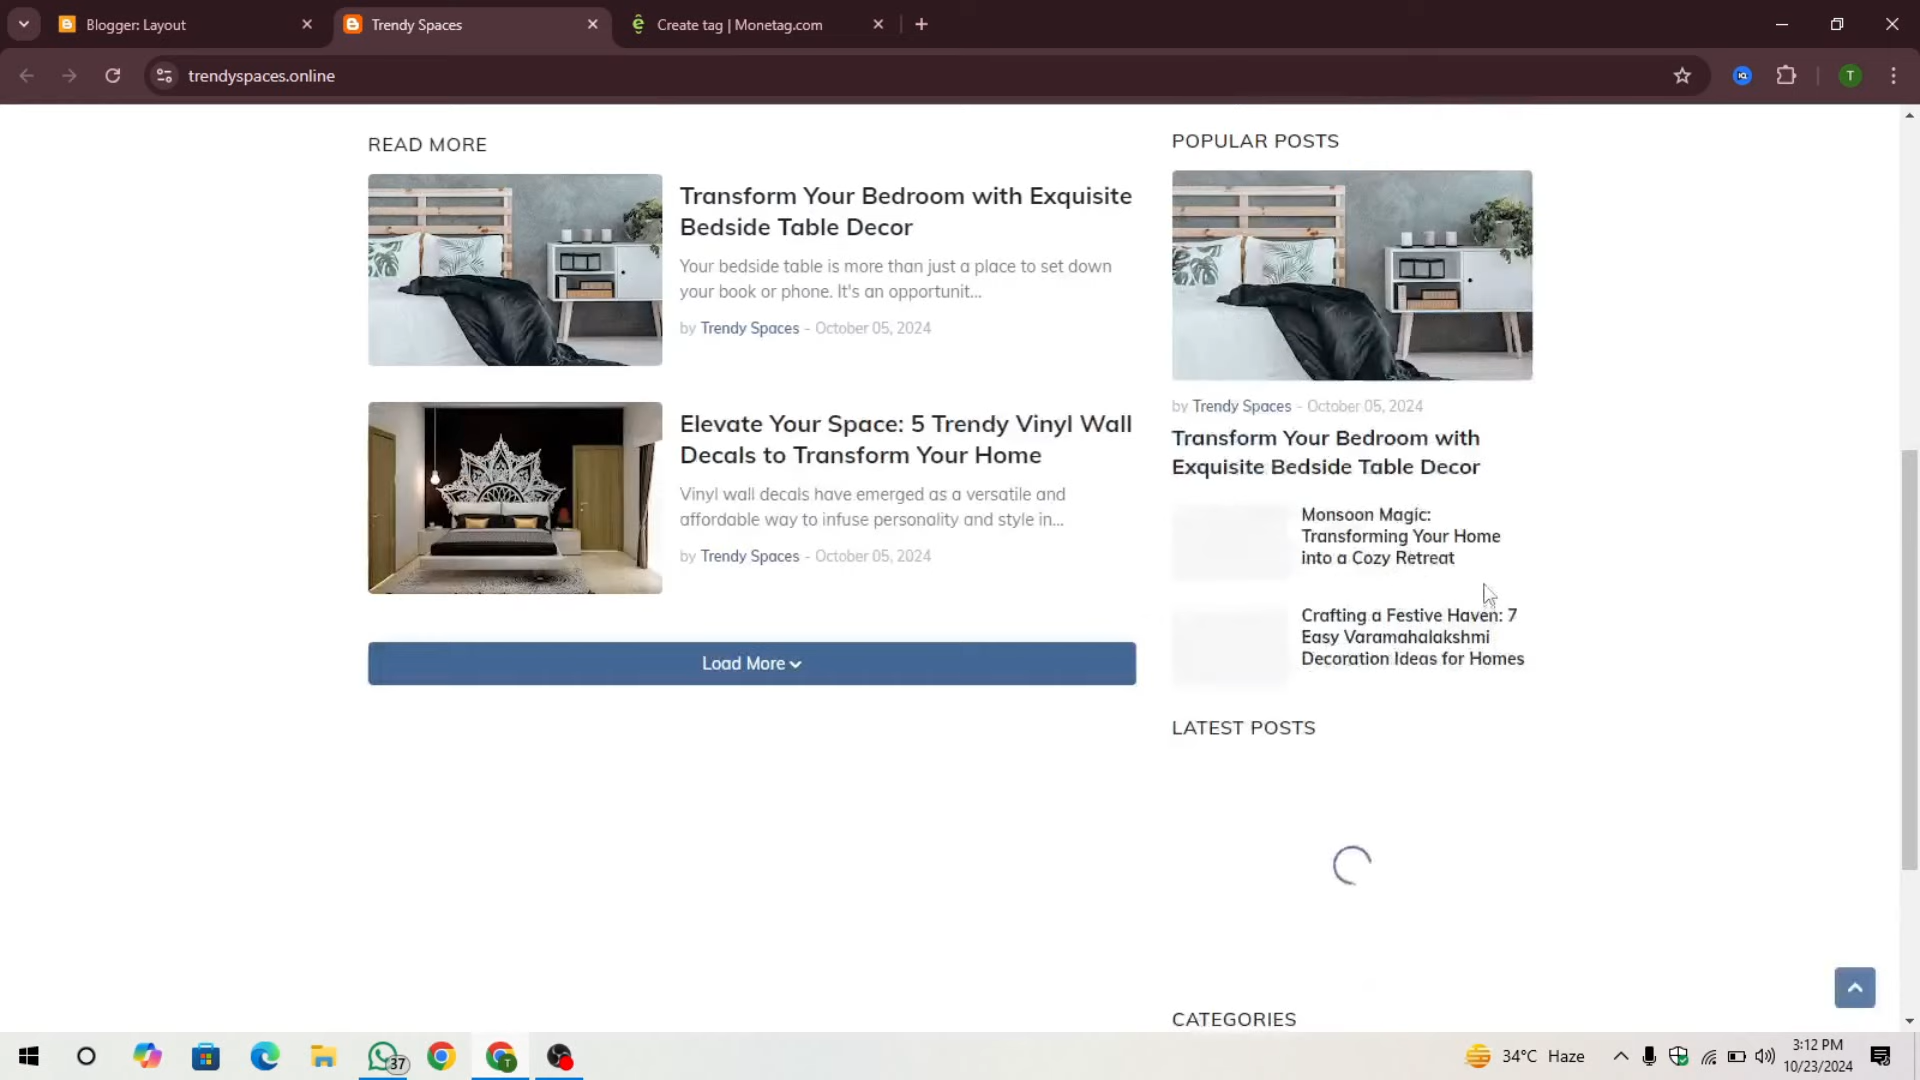 Blogger: Layout
Trendy Spaces
Create tag | Monetag.com
trendyspaces.online
T
READ MORE
Transform Your Bedroom with Exquisite
Bedside Table Decor
Your bedside table is more than just a place to set down
your book or phone. It's an opportunit...
by Trendy Spaces - October 05, 2024
Elevate Your Space: 5 Trendy Vinyl Wall
Decals to Transform Your Home
Vinyl wall decals have emerged as a versatile and
affordable way to infuse personality and style in...
by Trendy Spaces - October 05, 2024
Load More
POPULAR POSTS
by Trendy Spaces - October 05, 2024
Transform Your Bedroom with
Exquisite Bedside Table Decor
Monsoon Magic:
Transforming Your Home
into a Cozy Retreat
Crafting a Festive Haven: 7
Easy Varamahalakshmi
Decoration Ideas for Homes
LATEST POSTS
CATEGORIES
37
T
34°C Haze
3:12 PM
10/23/2024